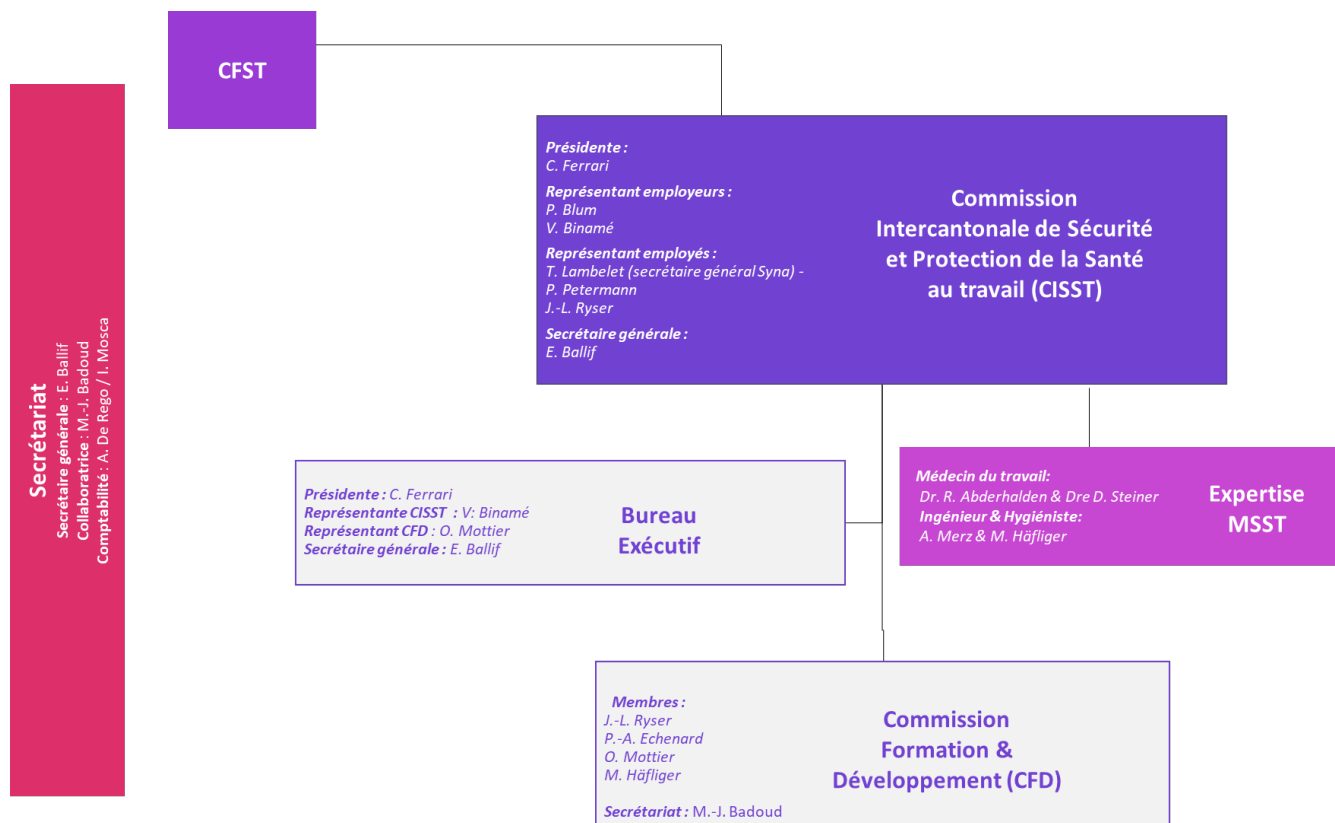 CFST
Secrétariat
Secrétaire générale : E. Ballif
Collaboratrice : M.-J. Badoud
Comptabilité : A. De Rego / I. Mosca
Présidente :
C. Ferrari
Représentant employeurs :
P. Blum
V. Binamé
Représentant employés :
T. Lambelet (secrétaire général Syna) -
P. Petermann
J.-L. Ryser
Secrétaire générale :
E. Ballif
Commission
Intercantonale de Sécurité
et Protection de la Santé
au travail (CISST)
Présidente : C. Ferrari
Représentante CISST : V: Binamé
Représentant CFD : O. Mottier
Secrétaire générale : E. Ballif
Bureau
Exécutif
Médecin du travail:
Dr. R. Abderhalden & Dre D. Steiner
Ingénieur & Hygiéniste:
A. Merz & M. Häfliger
Expertise
MSST
Membres :
J.-L. Ryser
P.-A. Echenard
O. Mottier
M. Häfliger
Secrétariat : M.-J. Badoud
Commission
Formation &
Développement (CFD)